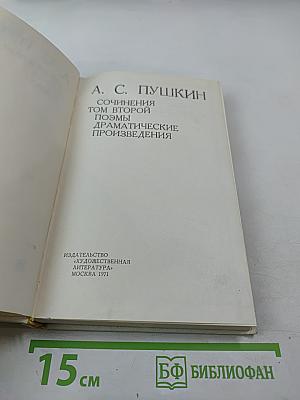 А. С. ПУШКИН
СОЧИНЕНИЯ
ТОМ ВТОРОЙ
ПОЭМЫ
ДРАМАТИЧЕСКИЕ
ПРОИЗВЕДЕНИЯ
ИЗДАТЕЛЬСТВО
«ХУДОЖЕСТВЕННАЯ
ЛИТЕРАТУРА»
МОСКВА 1971
15 см
БФ БИБЛИОФАН